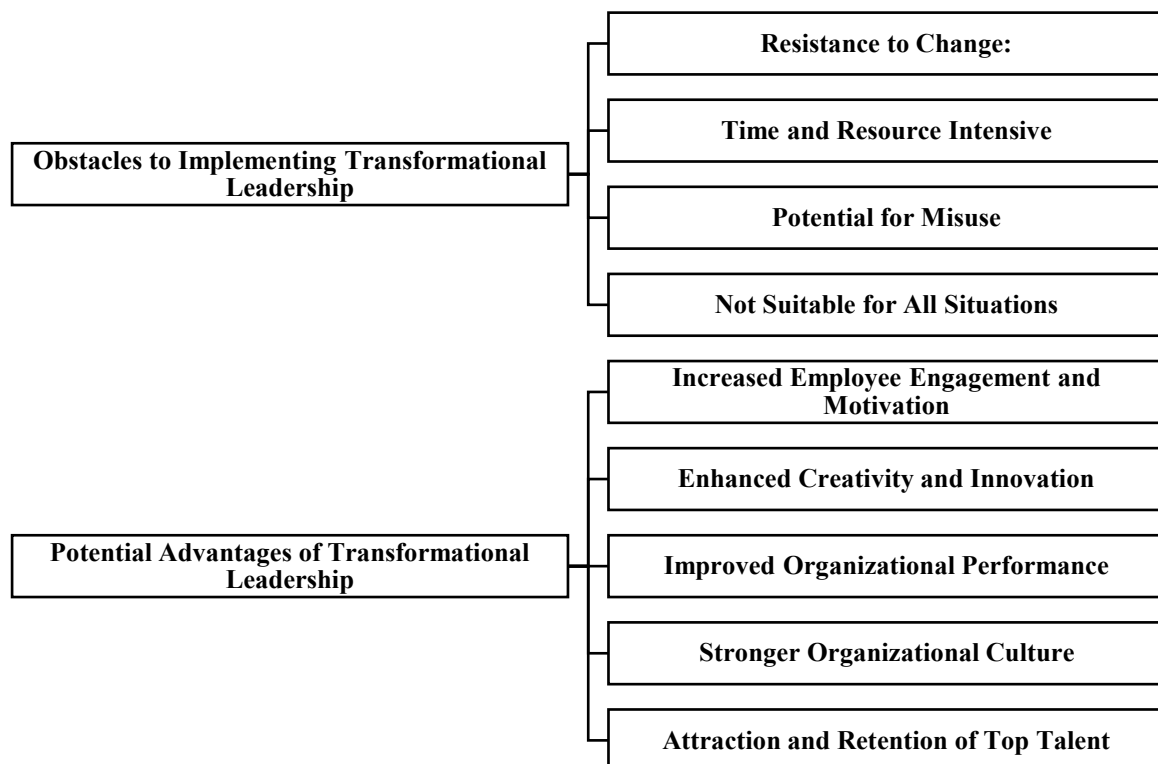 Obstacles to Implementing Transformational
Leadership
Resistance to Change:
Time and Resource Intensive
Potential for Misuse
Not Suitable for All Situations
Potential Advantages of Transformational
Leadership
Increased Employee Engagement and
Motivation
Enhanced Creativity and Innovation
Improved Organizational Performance
Stronger Organizational Culture
Attraction and Retention of Top Talent